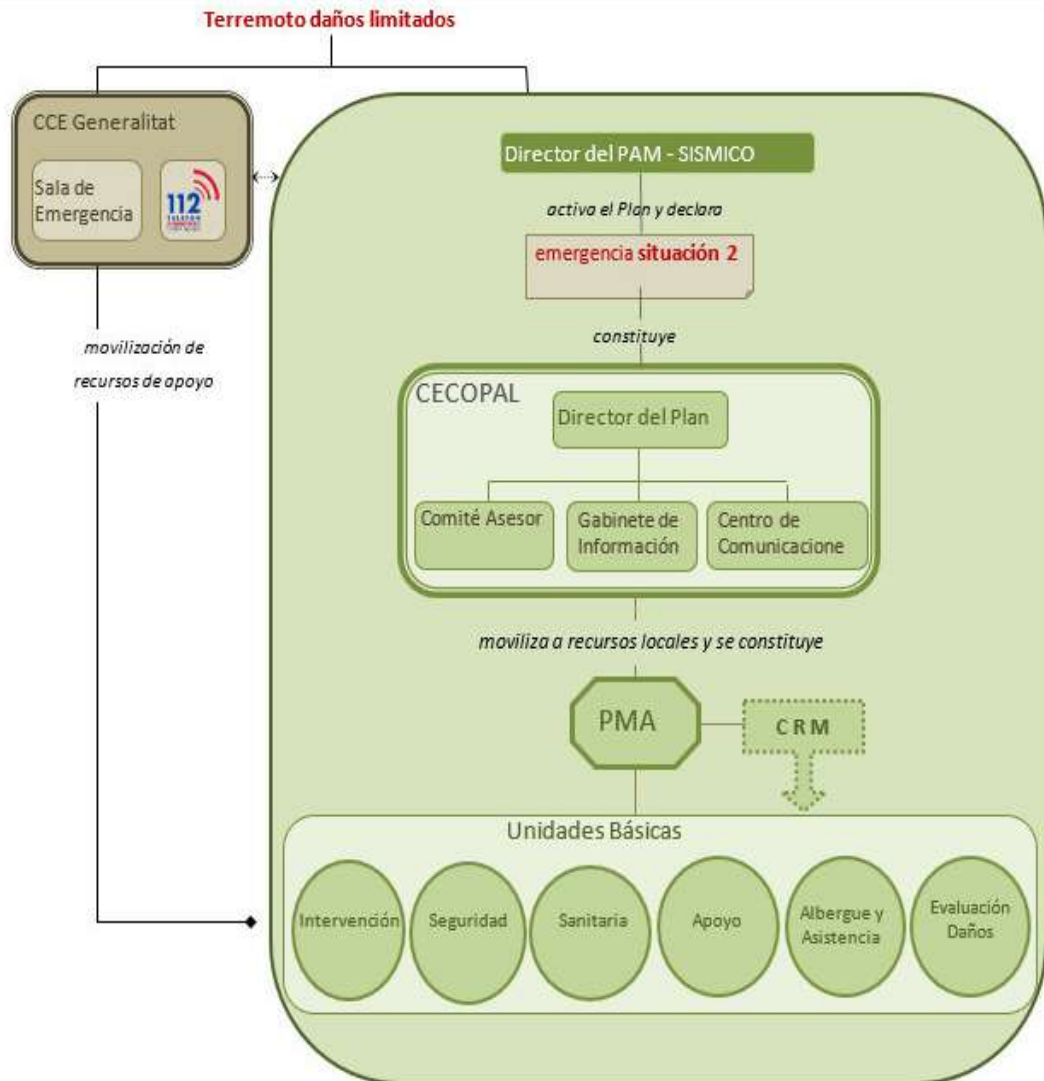 Terremoto daños limitados
CCE Generalitat
Sala de
Emergencia
112
Director del PAM - SISMICO
activa el Plan y declara
emergencia situación 2
constituye
movilización de
recursos de apoyo
CECOPAL
Director del Plan
Comité Asesor
Gabinete de
Información
Centro de
Comunicacione
moviliza a recursos locales y se constituye
PMA
C R M
Unidades Básicas
Intervención
Seguridad
Sanitaria
Apoyo
Albergue y
Asistencia
Evaluación
Daños